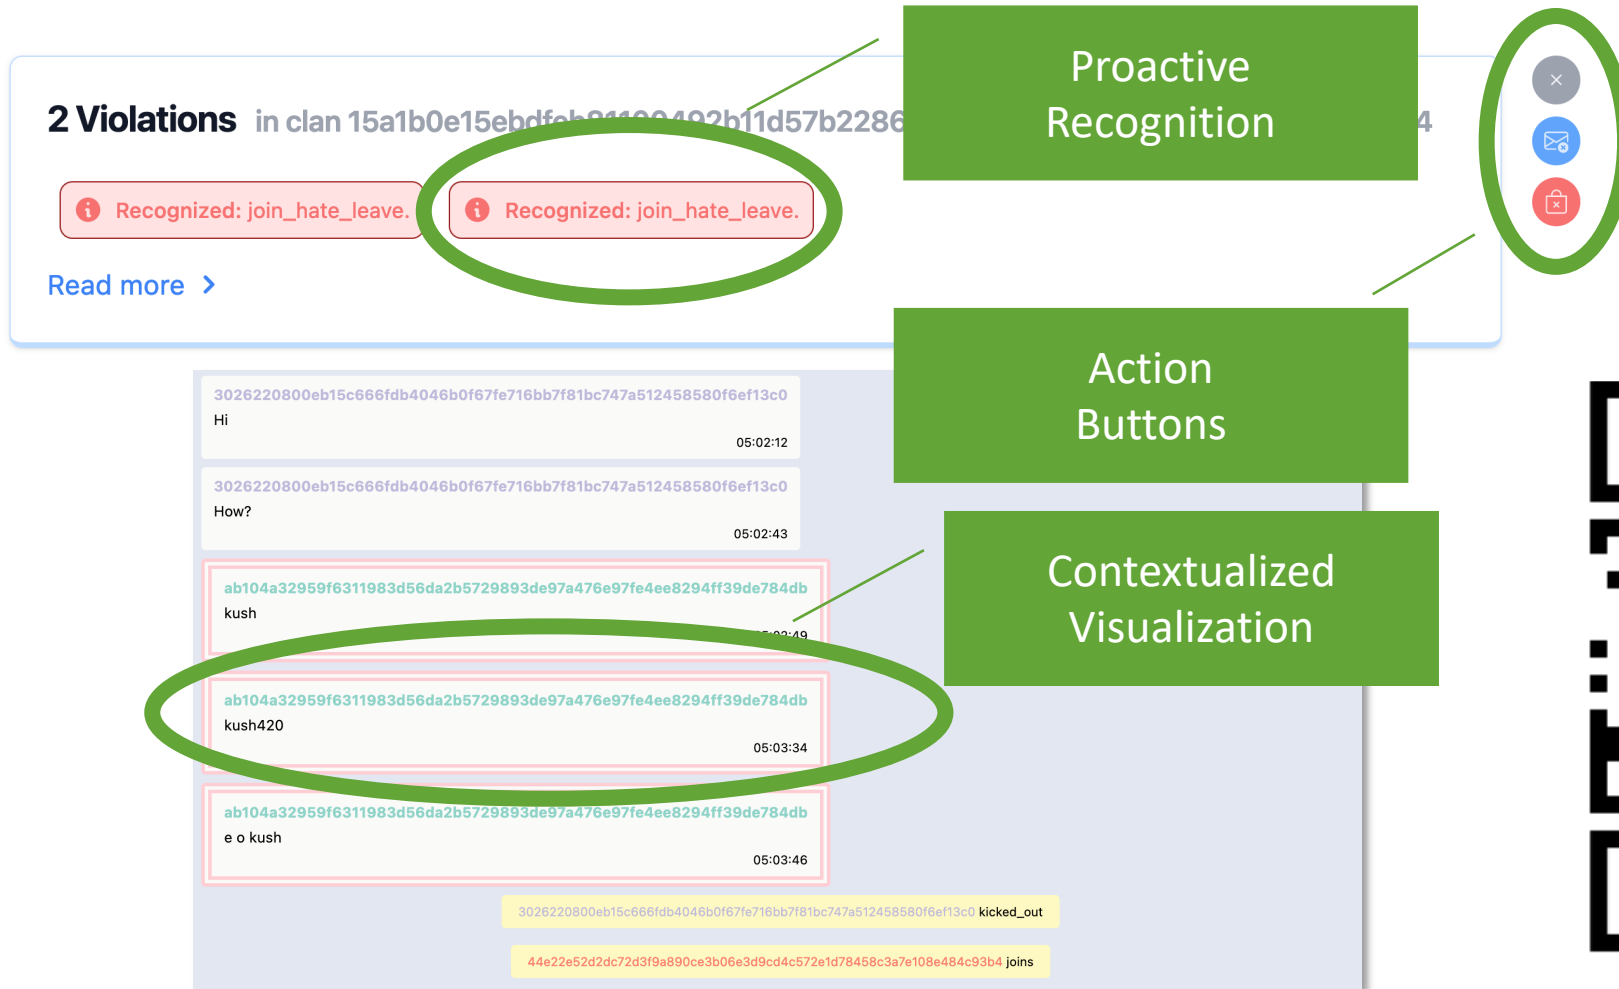 2 Violations in clan
Recognized: join_hate_leave.
Recognized: join_hate_leave.
Read more
Proactive
Recognition
Action
Buttons
3026220800eb15c666fdb4046b0f67fe716bb7f81bc747a512458580f6ef13c0
Hi
05:02:12
3026220800eb15c666fdb4046b0f67fe716bb7f81bc747a512458580f6ef13c0
How?
05:02:43
Contextualized
Visualization
ab104a32959f6311983d56da2b5729893de97a476e97fe4ee8294ff39de784db
kush
ab104a32959f6311983d56da2b5729893de97a476e97fe4ee8294ff39de784db
kush420
05:03:34
ab104a32959f6311983d56da2b5729893de97a476e97fe4ee8294ff39de784db
e o kush
05:03:46
3026220800eb15c666fdb4046b0f67fe716bb7f81bc747a512458580f6ef13c0 kicked_out
44e22e52d2dc72d3f9a890ce3b06e3d9cd4c572e1d78458c3a7e108e484c93b4 joins